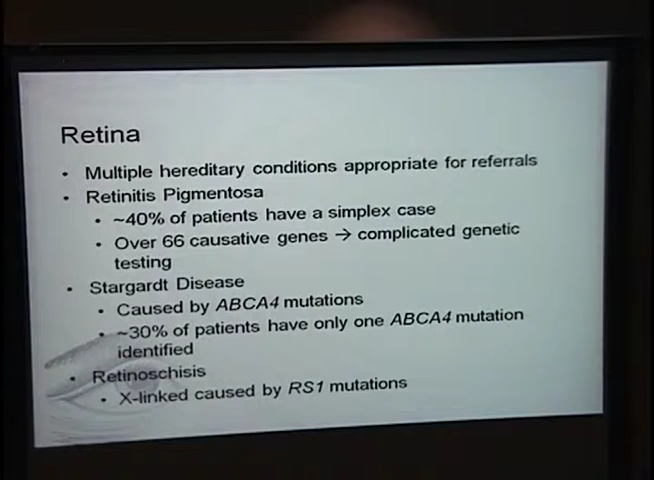 Retina
• Multiple hereditary conditions appropriate for referrals
• Retinitis Pigmentosa
• ~40% of patients have a simplex case
• Over 66 causative genes → complicated genetic
testing
• Stargardt Disease
• Caused by ABCA4 mutations
• ~30% of patients have only one ABCA4 mutation
identified
• Retinoschisis
• X-linked caused by RS1 mutations